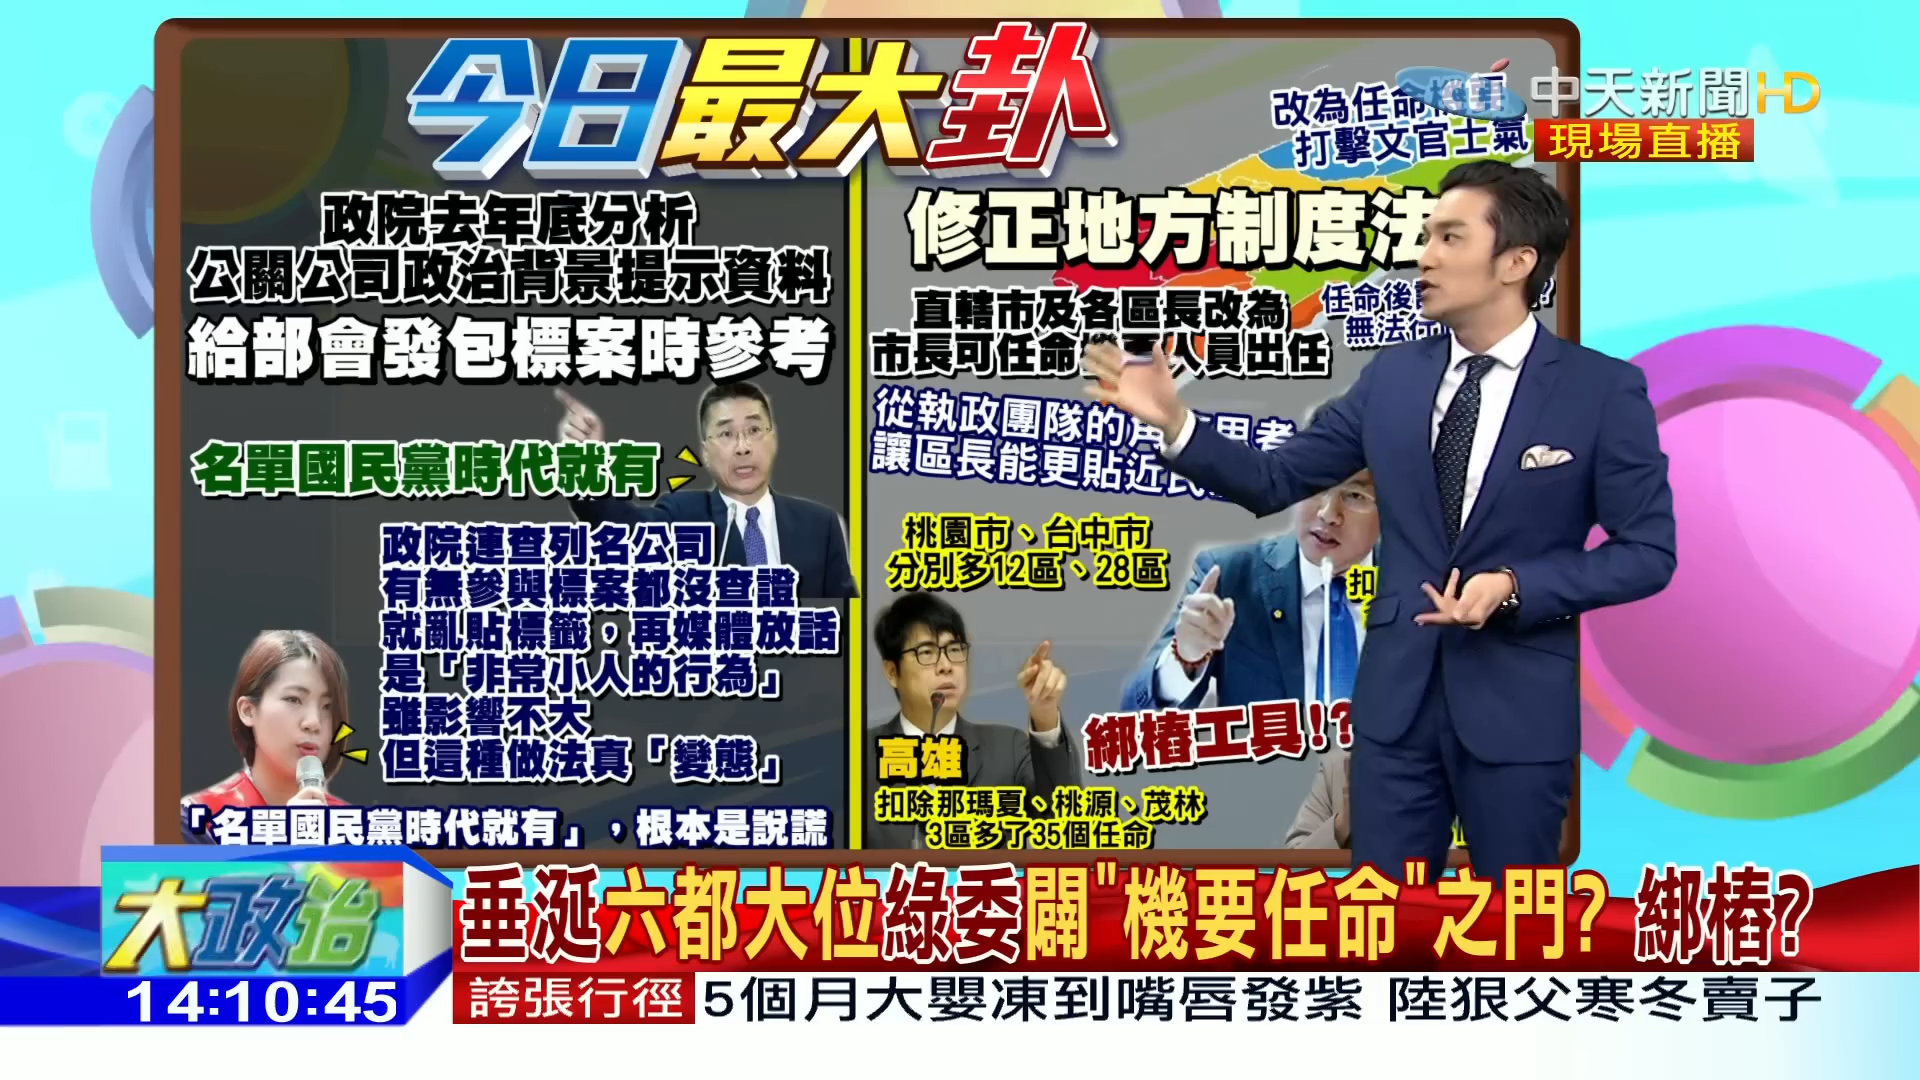 今日最大卦
中天新聞HD
現場直播
改為任命
打擊文官士氣
政院去年底分析
公關公司政治背景提示資料
給部會發包標案時參考
名單國民黨時代就有
政院連查列名公司
有無參與標案都沒查證
就亂貼標籤，再媒體放話
是「非常小人的行為」
雖影響不大
但這種做法真「變態」
「名單國民黨時代就有」，根本是說謊
修正地方制度法
任命後
無法行
直轄市及各區長改為
市長可任命機要人員出任
從執政團隊的角度思考
讓區長能更貼近民
桃園市、台中市
分別多12區、28區
扣
高雄
綁樁工具!?
扣除那瑪夏、桃源、茂林
3區多了35個任命
大政治
垂涎六都大位綠委闢"機要任命"之門? 綁樁?
14:10:45
誇張行徑
5個月大嬰凍到嘴唇發紫 陸狠父寒冬賣子